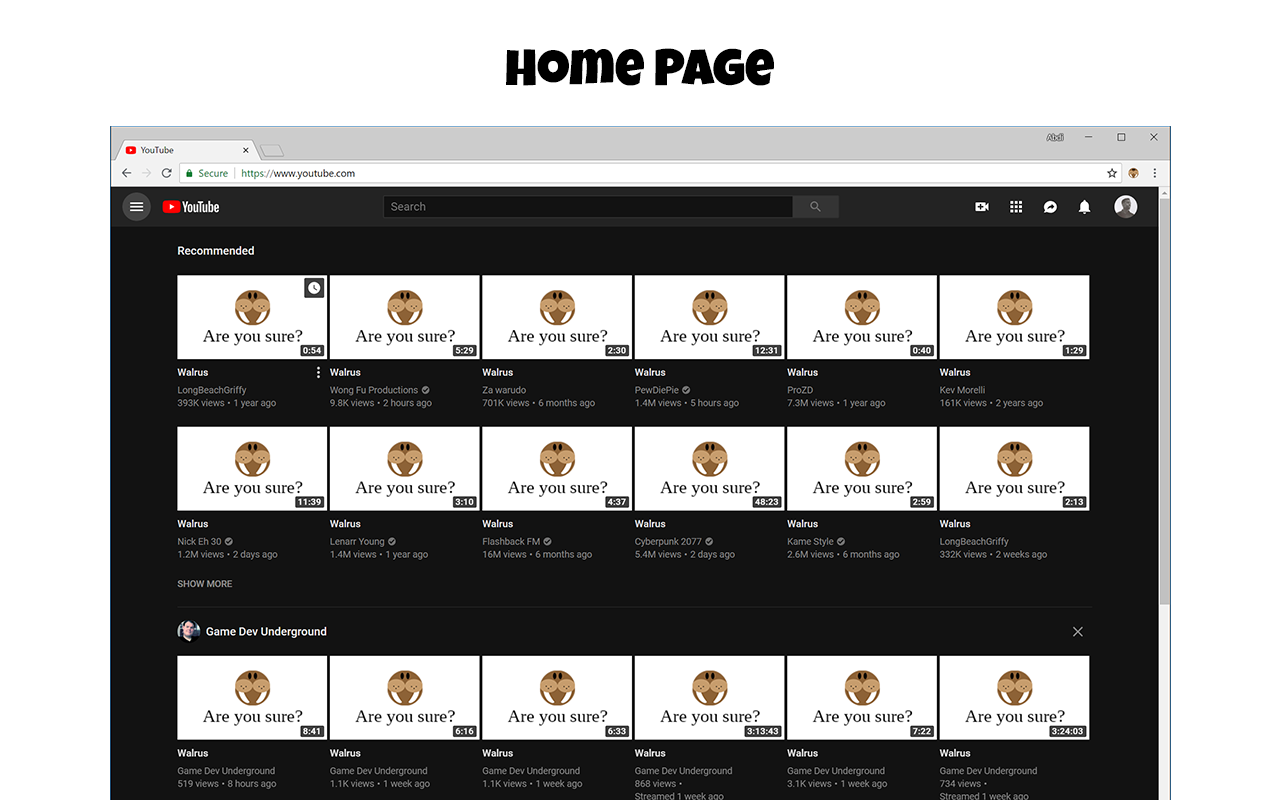 Home Page
Abdi
YouTube
Secure
https://www.youtube.com
YouTube
Search
Recommended
Are you sure? Are you sure? Are you sure? Are you sure? Are you sure? Are you sure?
0:54 5:29 2:30 12:31 0:40 1:29
Walrus Walrus Walrus Walrus Walrus Walrus
LongBeachGriffy Wong Fu Productions Za warudo PewDiePie ProZD Kev Morelli
393K views • 1 year ago 9.8K views • 2 hours ago 701K views • 6 months ago 1.4M views • 5 hours ago 7.3M views • 1 year ago 161K views • 2 years ago
Are you sure? Are you sure? Are you sure? Are you sure? Are you sure? Are you sure?
11:39 3:10 4:37 48:23 2:59 2:13
Walrus Walrus Walrus Walrus Walrus Walrus
Nick Eh 30 Lenarr Young Flashback FM Cyberpunk 2077 Kame Style LongBeachGriffy
1.2M views • 2 days ago 1.4M views • 1 year ago 16M views • 6 months ago 5.4M views • 2 days ago 2.6M views • 6 months ago 332K views • 2 weeks ago
SHOW MORE
Game Dev Underground
Are you sure? Are you sure? Are you sure? Are you sure? Are you sure? Are you sure?
8:41 6:16 6:33 3:13:43 7:22 3:24:03
Walrus Walrus Walrus Walrus Walrus Walrus
Game Dev Underground Game Dev Underground Game Dev Underground Game Dev Underground Game Dev Underground Game Dev Underground
519 views • 8 hours ago 1.1K views • 1 week ago 1.1K views • 1 week ago 868 views • 3.1K views • 1 week ago 734 views •
Streamed 1 week ago Streamed 1 week ago